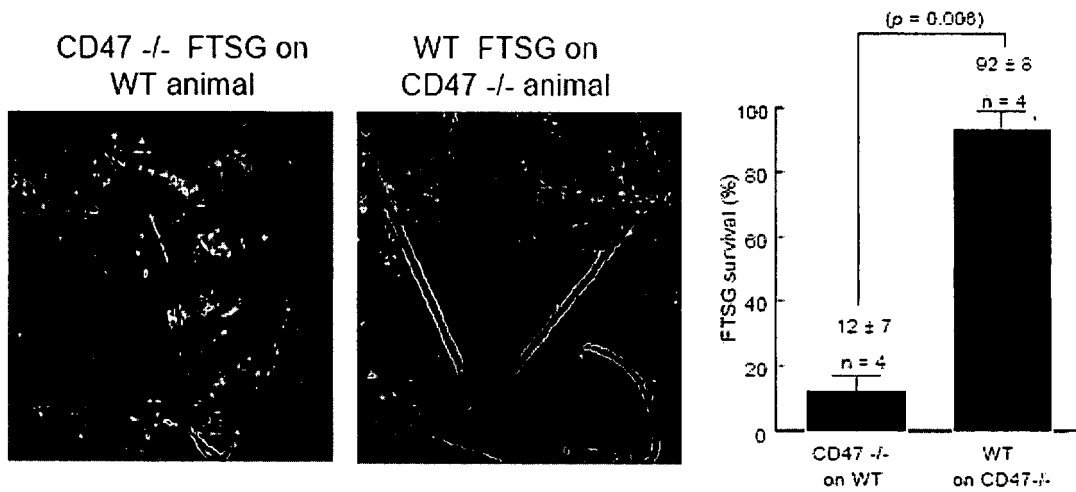 CD47 -/- FTSG on
WT animal
WT FTSG on
CD47 -/- animal
(p = 0.006)
92 ± 8
n = 4
12 ± 7
n = 4
FTSG survival (%)
100
80
60
40
20
0
CD47 -/-
on WT
WT
on CD47-/-